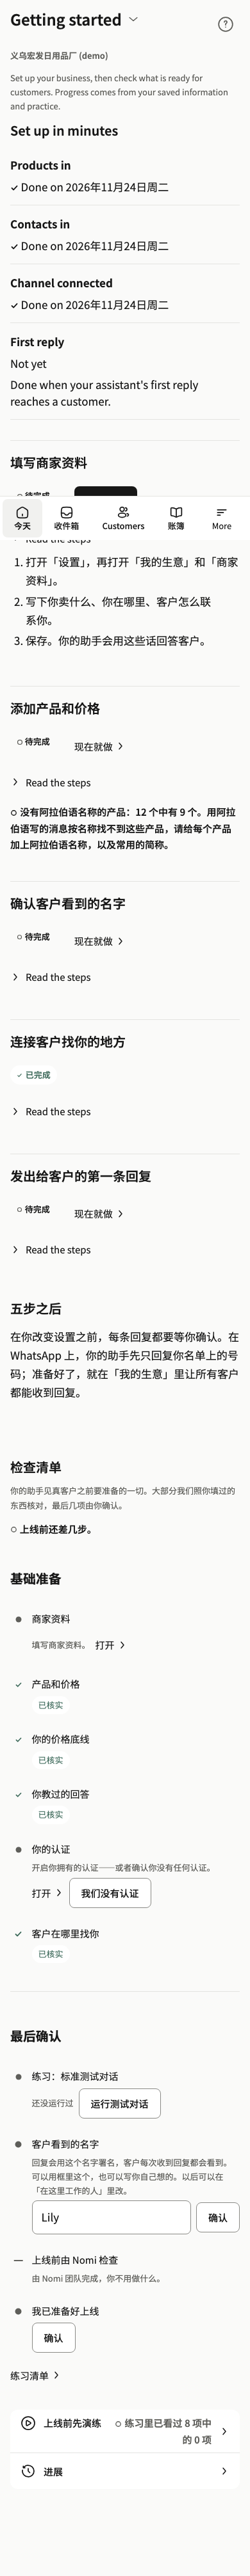 Getting started
?
义乌宏发日用品厂 (demo)
Set up your business, then check what is ready for
customers. Progress comes from your saved information
and practice.
Set up in minutes
Products in
Done on 2026年11月24日周二
Contacts in
Done on 2026年11月24日周二
Channel connected
Done on 2026年11月24日周二
First reply
Not yet
Done when your assistant's first reply
reaches a customer.
填写商家资料
今天
收件箱
Customers
账簿
More
Read the steps
1. 打开「设置」，再打开「我的生意」和「商家
资料」。
2. 写下你卖什么、你在哪里、客户怎么联
系你。
3. 保存。你的助手会用这些话回答客户。
添加产品和价格
待完成
现在就做
Read the steps
没有阿拉伯语名称的产品：12 个中有 9 个。用阿拉
伯语写的消息按名称找不到这些产品，请给每个产品
加上阿拉伯语名称，以及常用的简称。
确认客户看到的名字
待完成
现在就做
Read the steps
连接客户找你的地方
已完成
Read the steps
发出给客户的第一条回复
待完成
现在就做
Read the steps
五步之后
在你改变设置之前，每条回复都要等你确认。在
WhatsApp 上，你的助手先只回复你名单上的号
码；准备好了，就在「我的生意」里让所有客户
都能收到回复。
检查清单
你的助手见真客户之前要准备的一切。大部分我们照你填过的
东西核对，最后几项由你确认。
上线前还差几步。
基础准备
商家资料
填写商家资料。 打开
产品和价格
已核实
你的价格底线
已核实
你教过的回答
已核实
你的认证
开启你拥有的认证——或者确认你没有任何认证。
打开 我们没有认证
客户在哪里找你
已核实
最后确认
练习：标准测试对话
还没运行过 运行测试对话
客户看到的名字
回复会用这个名字署名，客户每次收到回复都会看到。
可以用框里这个，也可以写你自己想的。以后可以在
「在这里工作的人」里改。
Lily 确认
上线前由 Nomi 检查
由 Nomi 团队完成，你不用做什么。
我已准备好上线
确认
练习清单
上线前先演练 练习里已看过 8 项中
的 0 项
进展